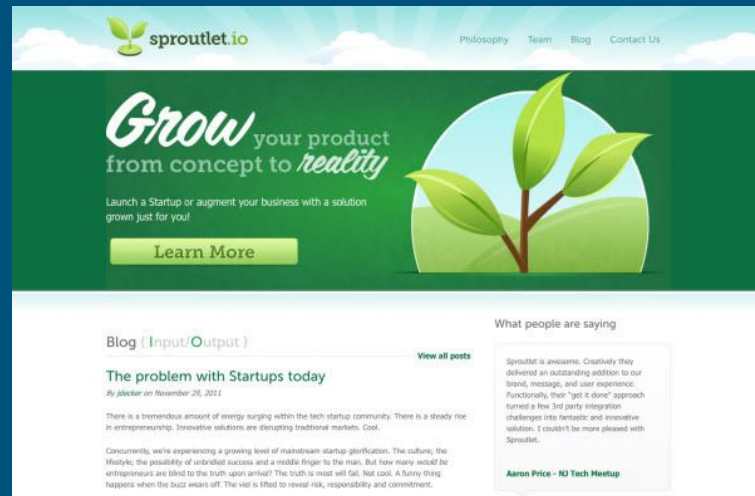 sproutlet.io
Philosophy Team Blog Contact Us
Grow your product
from concept to reality
Launch a Startup or augment your business with a solution
grown just for you!
Learn More
Blog { Input/Output }
View all posts
The problem with Startups today
By jdecker on November 29, 2011
There is a tremendous amount of energy surging within the tech startup community. There is a steady rise
in entrepreneurship. Innovative solutions are disrupting traditional markets. Cool.
Concurrently, we're experiencing a growing level of mainstream startup glorification. The culture; the
lifestyle; the possibility of unbridled success and a middle finger to the man. But how many would be
entrepreneurs are blind to the truth upon arrival? The truth is most will fail. Not cool. A funny thing
happens when the buzz wears off. The viel is lifted to reveal risk, responsibility and commitment.
What people are saying
Sproutlet is awesome. Creatively they
delivered an outstanding addition to our
brand, message, and user experience.
Functionally, their "get it done" approach
turned a few 3rd party integration
challenges into fantastic and innovative
solution. I couldn't be more pleased with
Sproutlet.
Aaron Price - NJ Tech Meetup